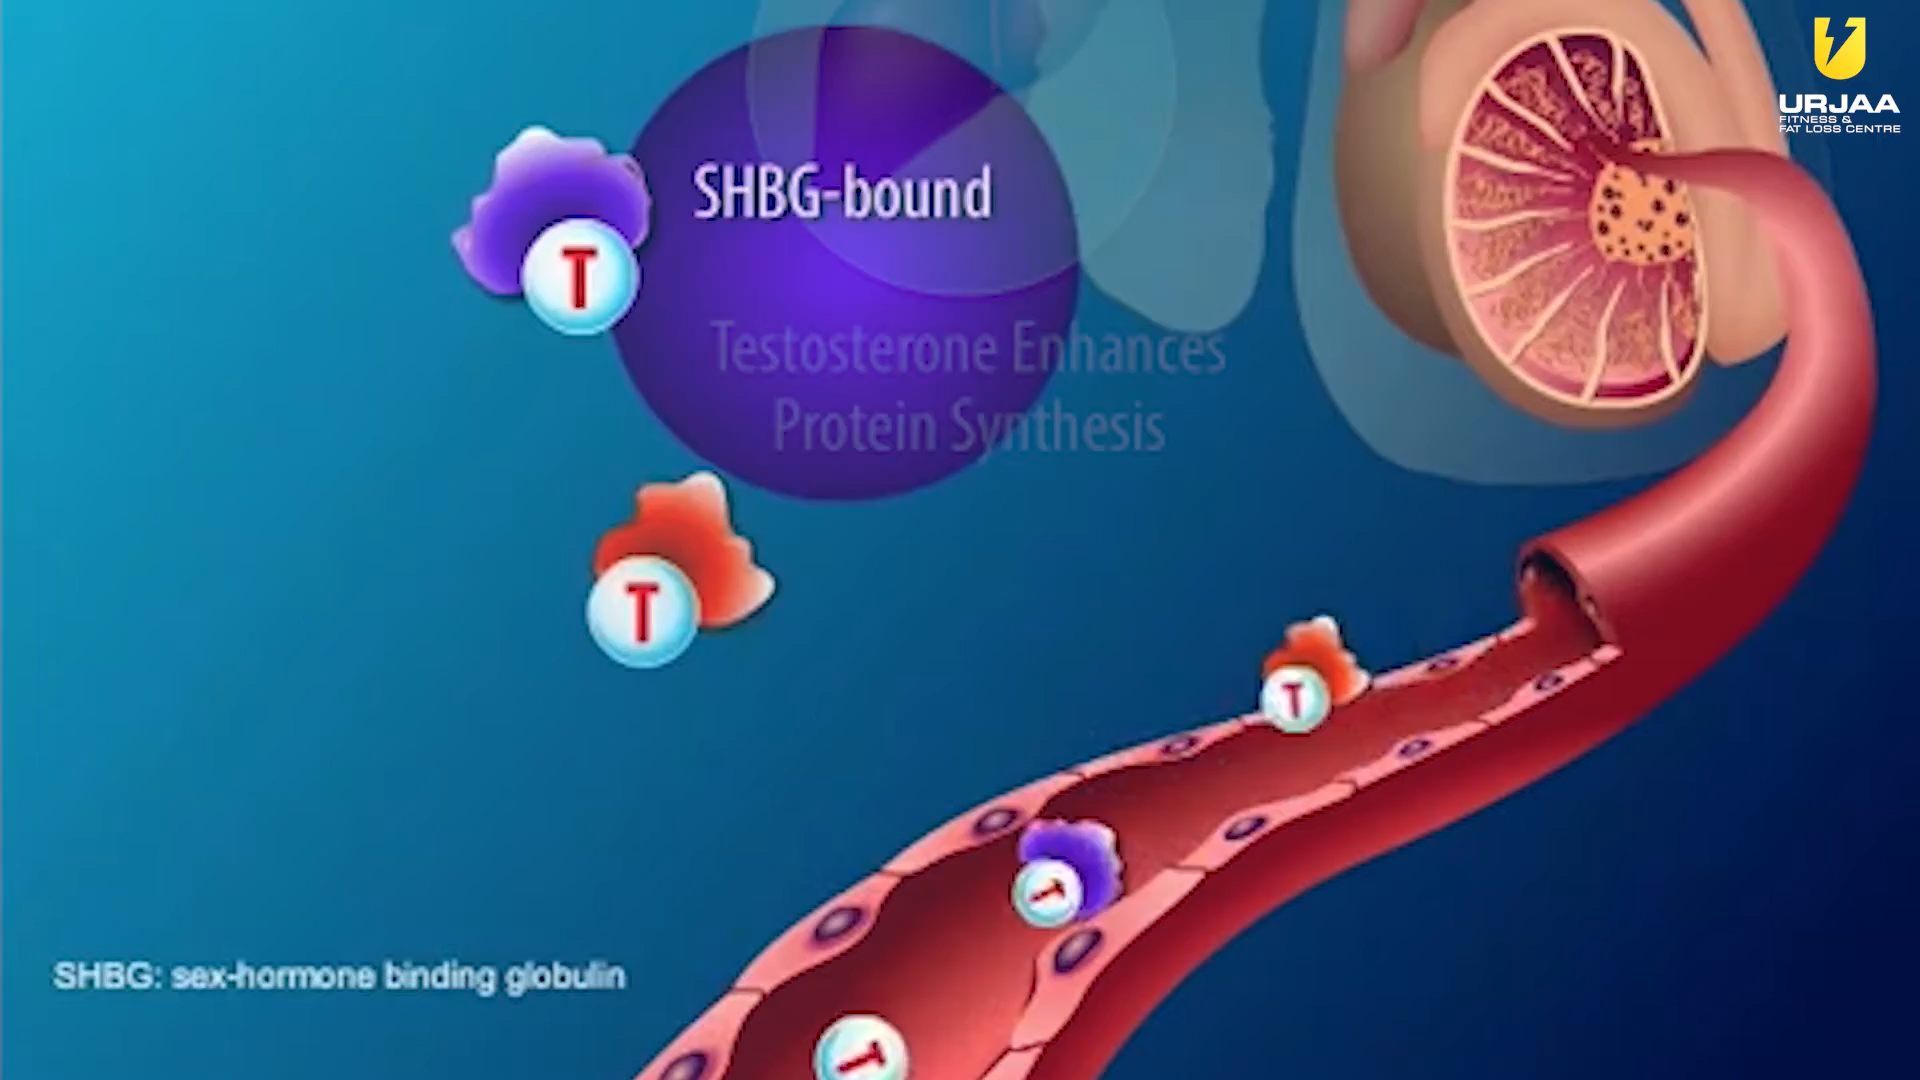 URJAA
FITNESS &
FAT LOSS CENTRE
SHBG-bound
T
Testosterone Enhances
Protein Synthesis
T
T
T
SHBG: sex-hormone binding globulin
T